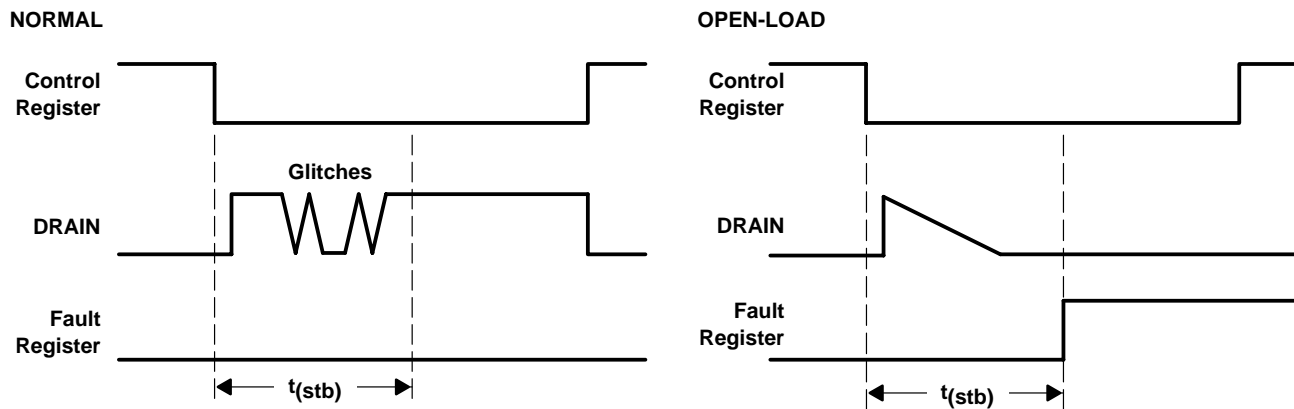 NORMAL
Control
Register
Glitches
DRAIN
Fault
Register
t(stb)
OPEN-LOAD
Control
Register
DRAIN
Fault
Register
t(stb)